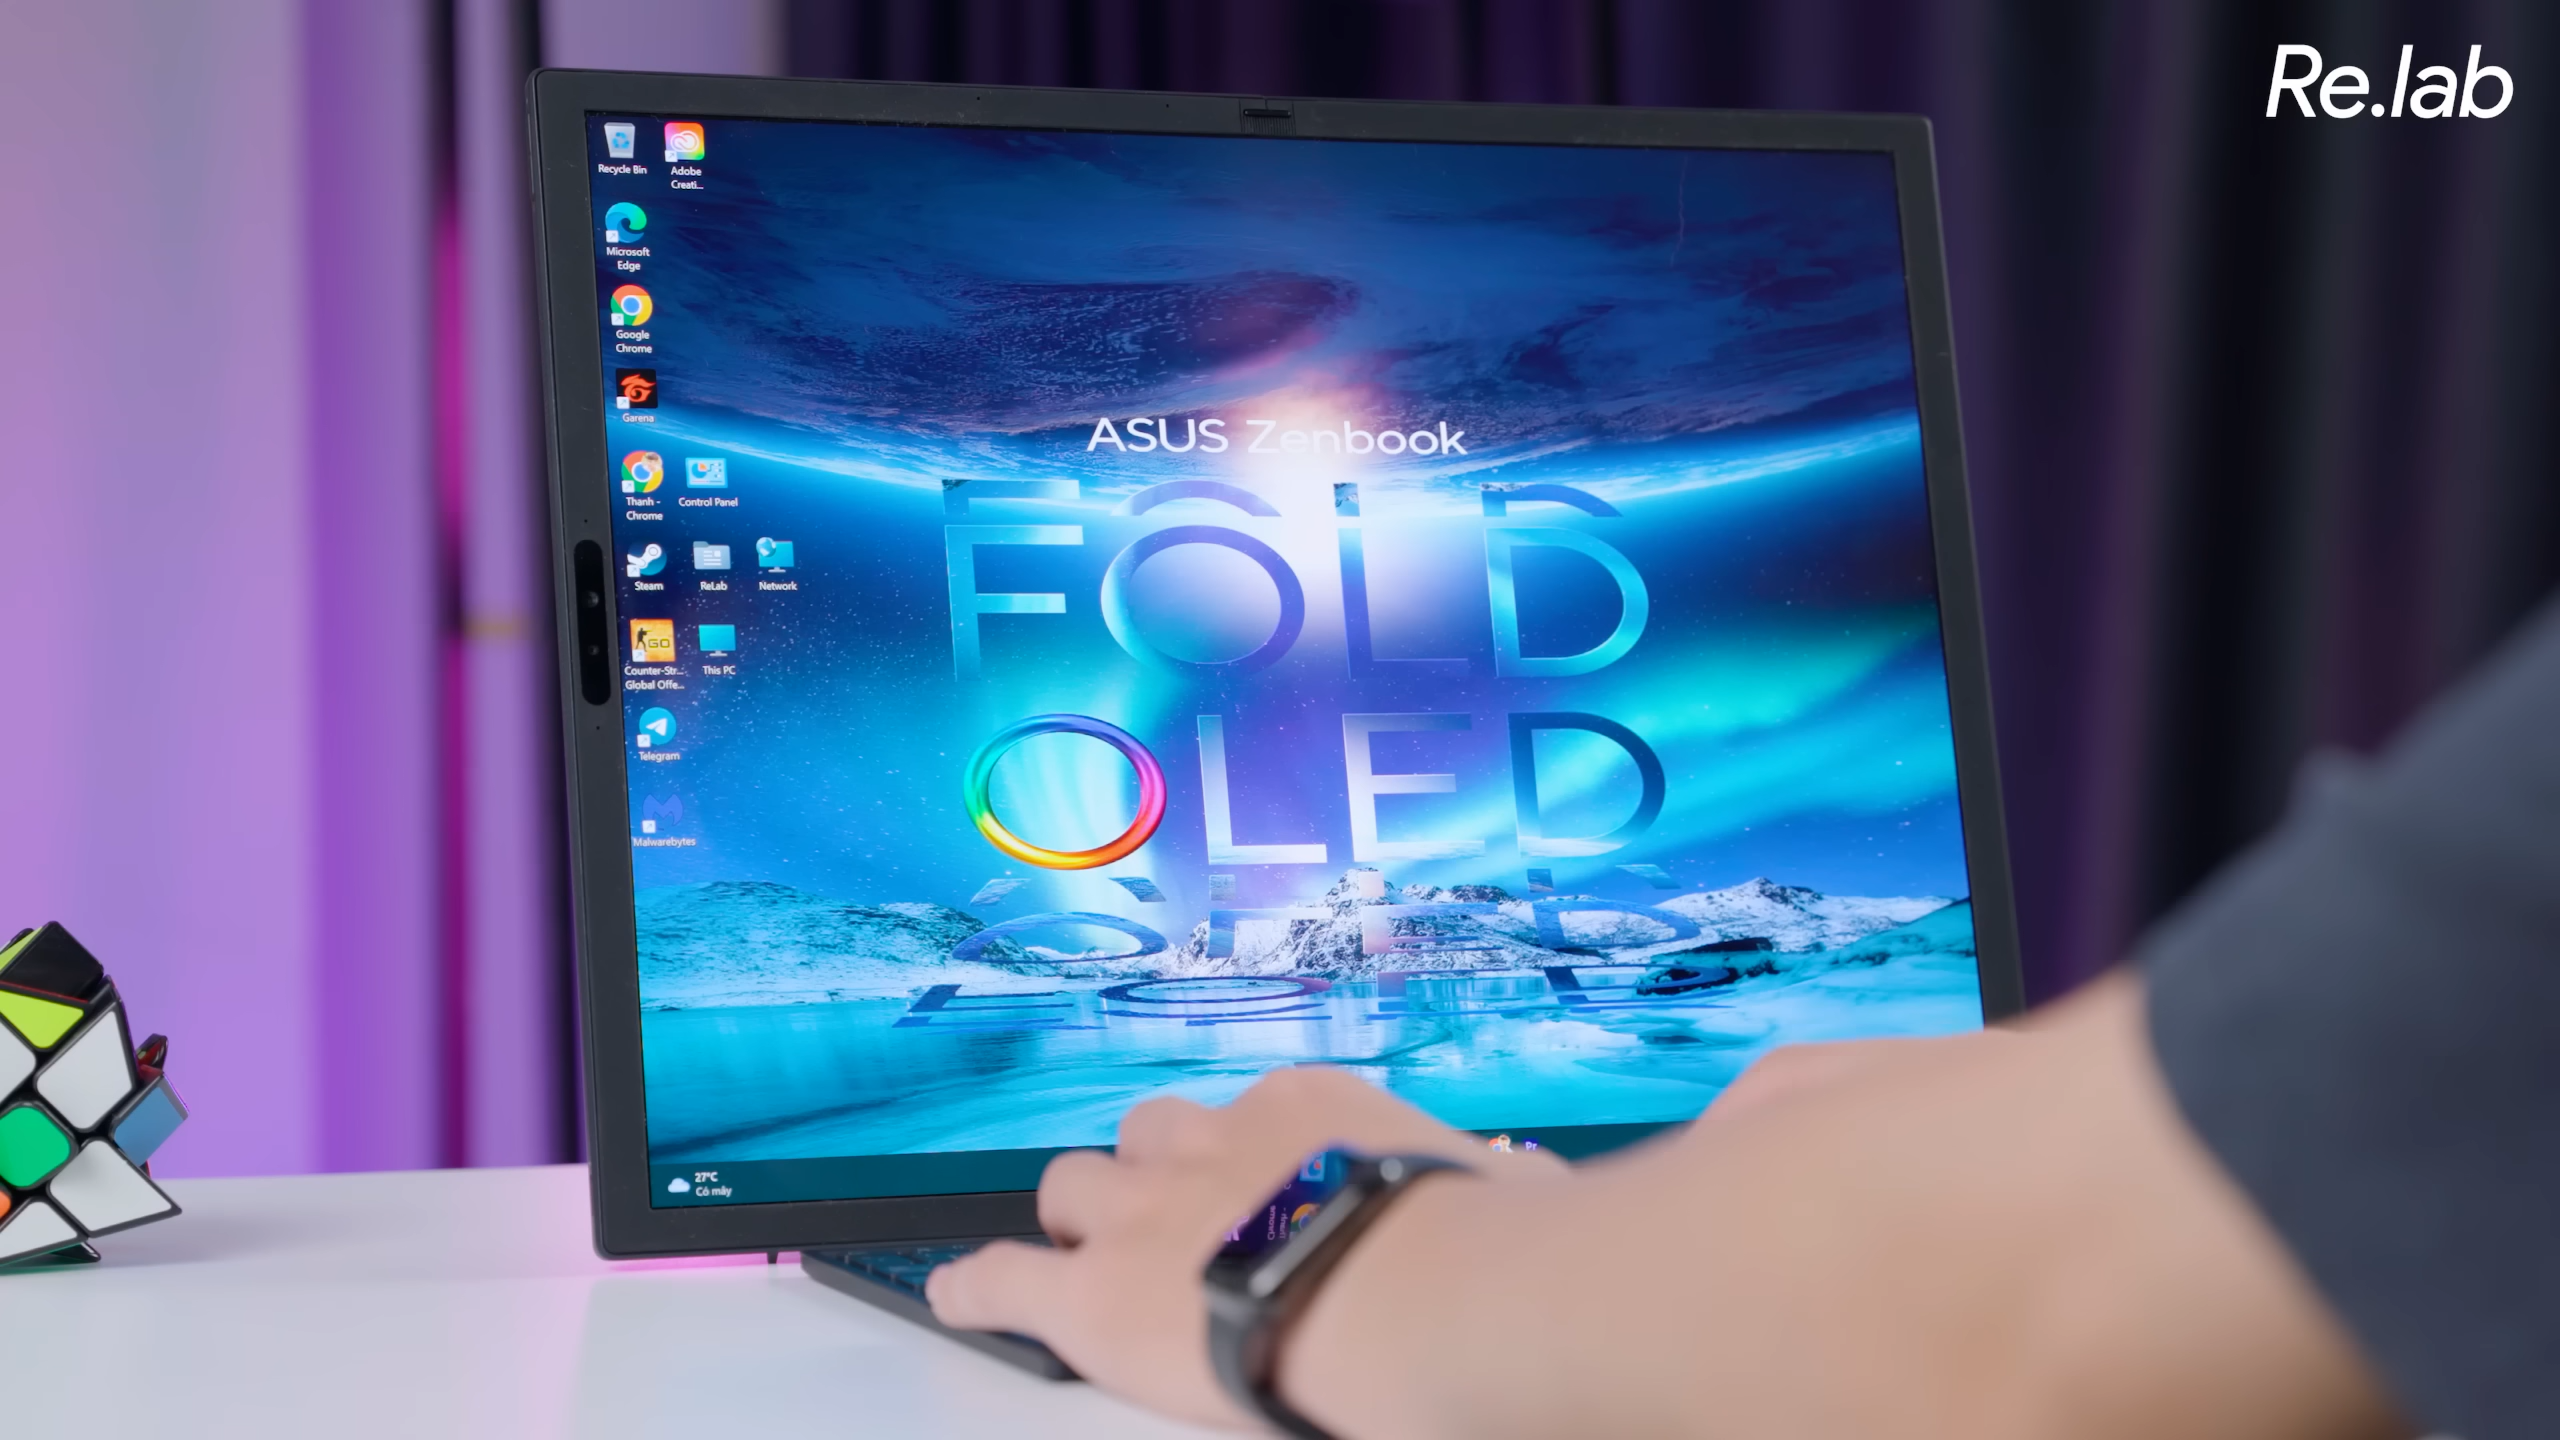 Re.lab
Recycle Bin
Adobe
Creati...
Microsoft
Edge
Google
Chrome
Garena
Thanh -
Chrome
Control Panel
Steam
ReLab
Network
GO
Counter-Str...
Global Offe...
This PC
Telegram
Malwarebytes
ASUS Zenbook
FOLD
OLED
27°C
Có mây
Pr